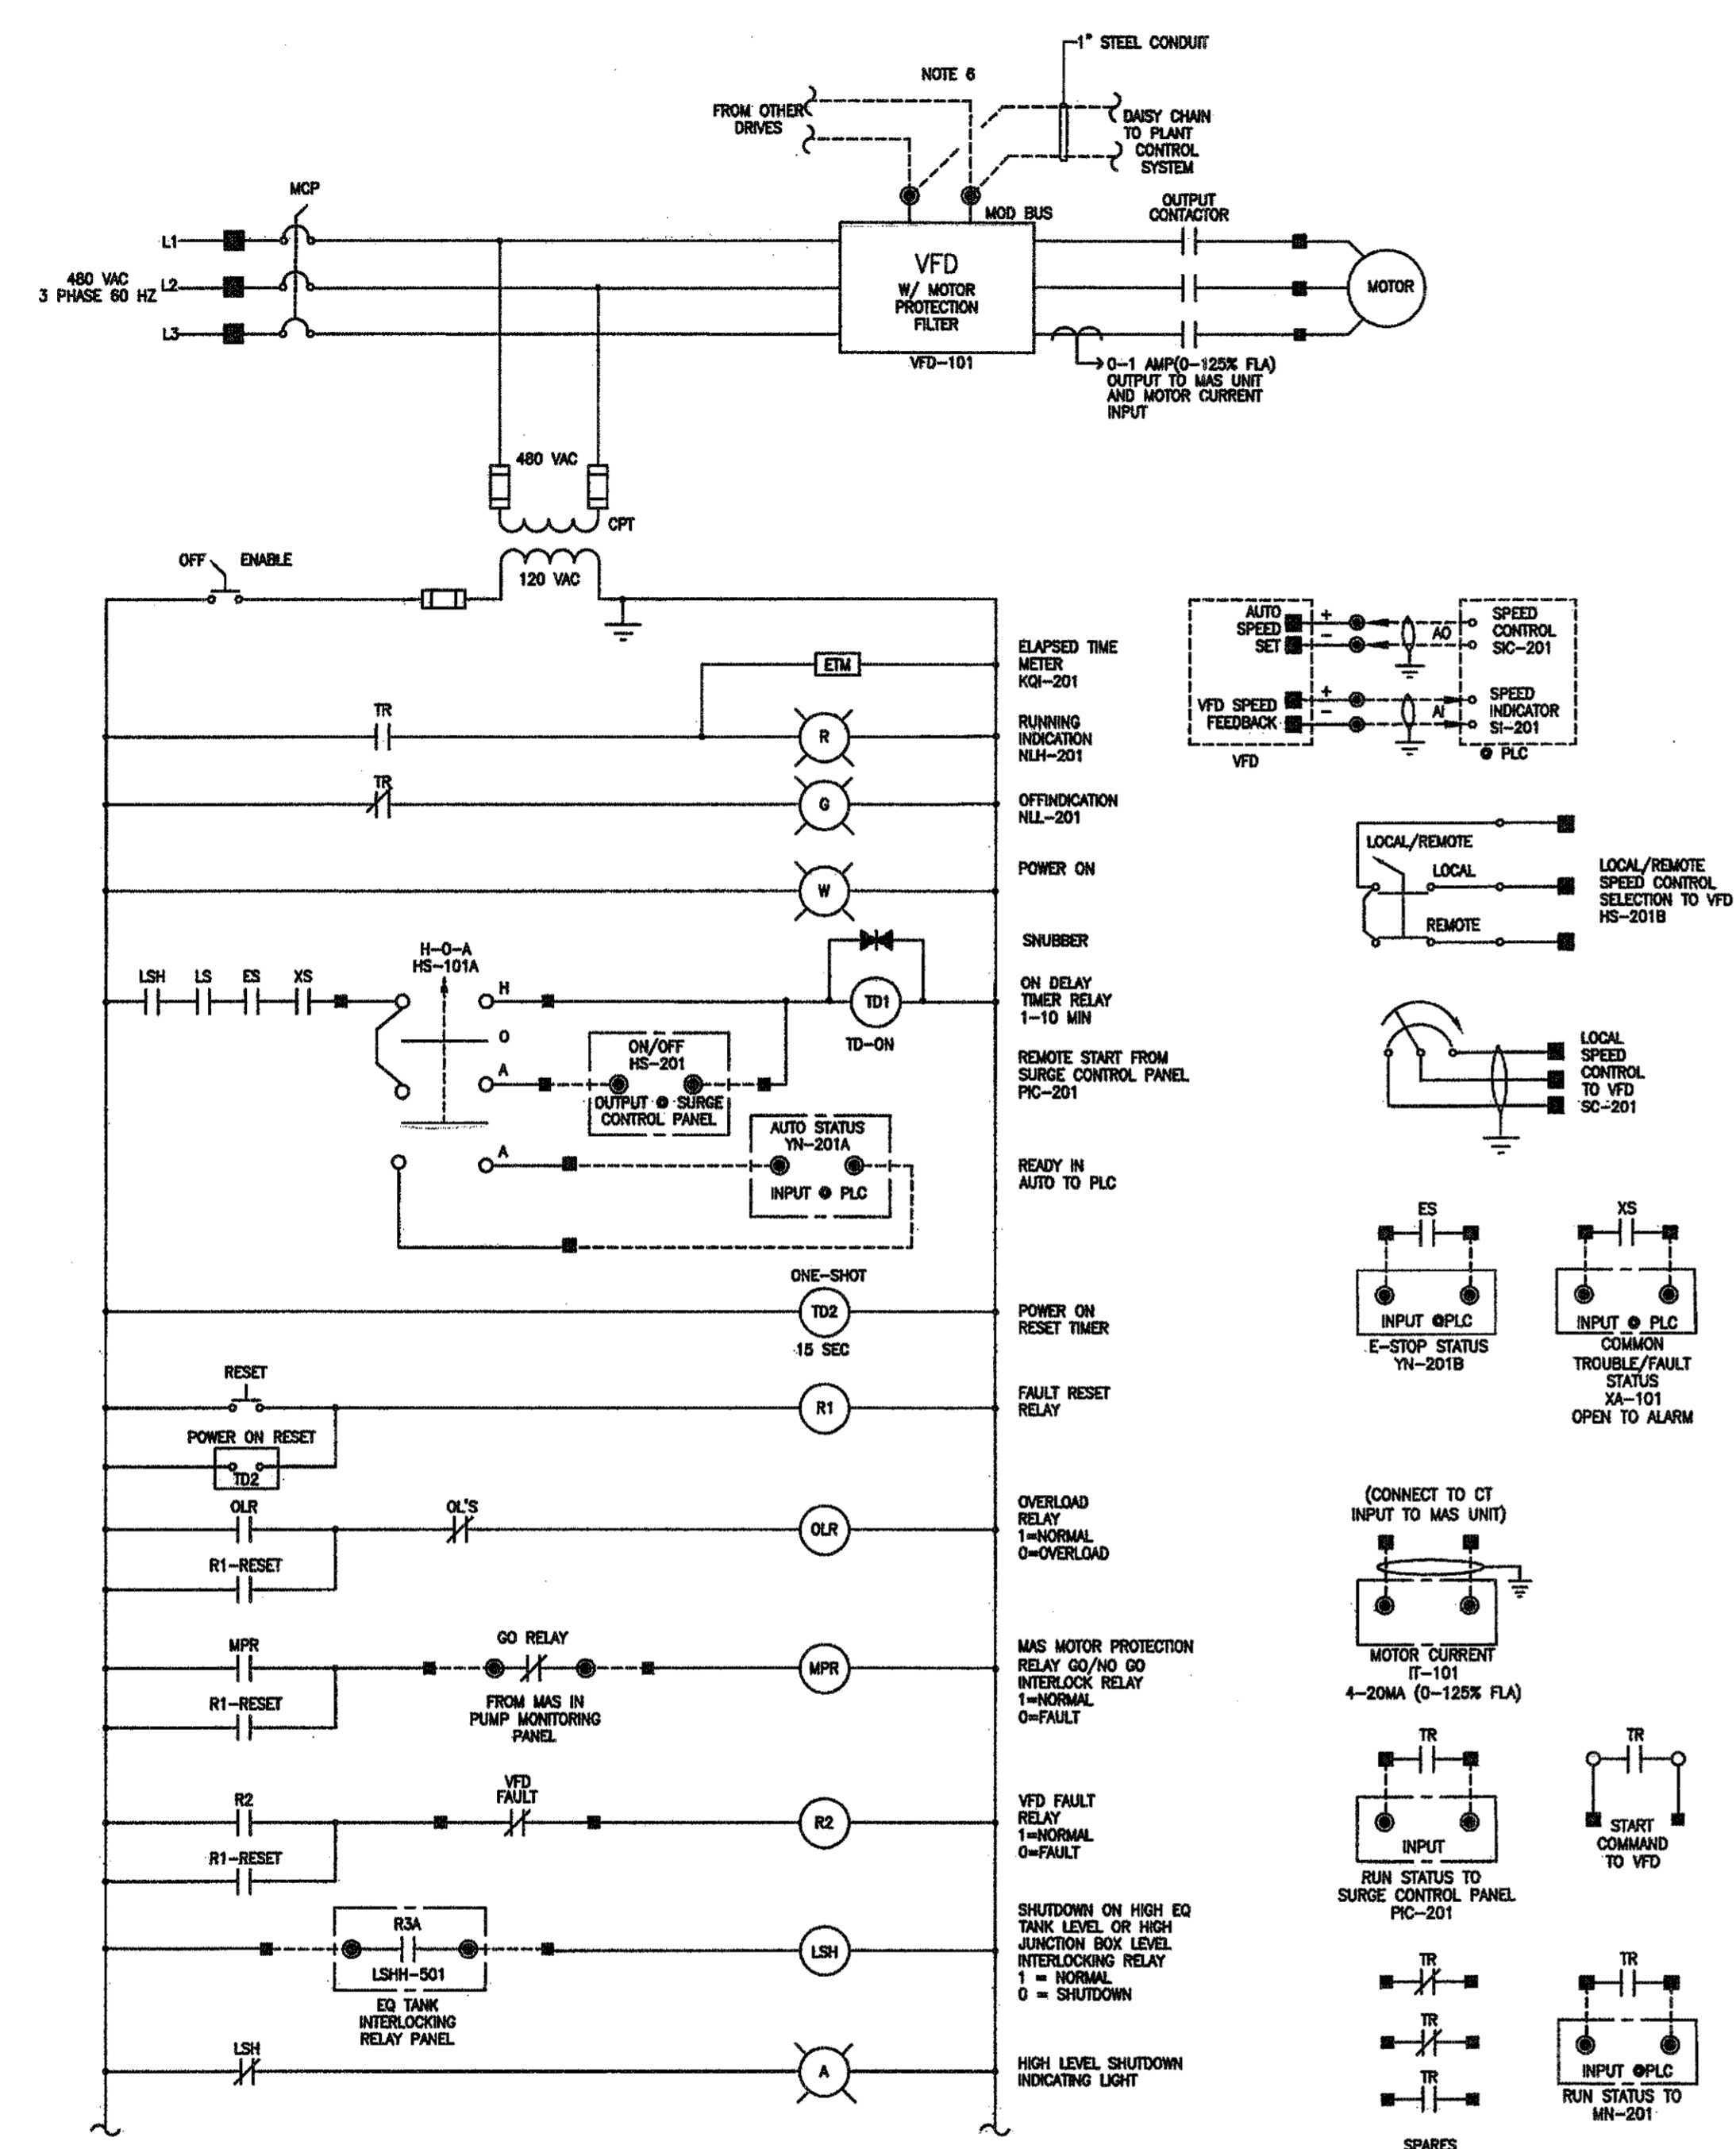 1" STEEL CONDUIT
NOTE 6
FROM OTHER
DRIVES
DAISY CHAIN
TO PLANT
CONTROL
SYSTEM
MCP
OUTPUT
CONTACTOR
MOD BUS
L1
480 VAC
3 PHASE 60 HZ
L2
L3
VFD
W/ MOTOR
PROTECTION
FILTER
VFD-101
MOTOR
0-1 AMP(0-125% FLA)
OUTPUT TO MAS UNIT
AND MOTOR CURRENT
INPUT
480 VAC
CPT
OFF
ENABLE
120 VAC
ETM
ELAPSED TIME
METER
KQI-201
TR
R
RUNNING
INDICATION
NLH-201
TR
G
OFFINDICATION
NLL-201
W
POWER ON
SNUBBER
LSH
LS
ES
XS
H-O-A
HS-101A
H
O
A
TD1
TD-ON
ON DELAY
TIMER RELAY
1-10 MIN
ON/OFF
HS-201
OUTPUT @ SURGE
CONTROL PANEL
REMOTE START FROM
SURGE CONTROL PANEL
PIC-201
A
AUTO STATUS
YN-201A
INPUT @ PLC
READY IN
AUTO TO PLC
ONE-SHOT
TD2
15 SEC
POWER ON
RESET TIMER
RESET
R1
FAULT RESET
RELAY
POWER ON RESET
TD2
OLR
OL'S
OLR
R1-RESET
OVERLOAD
RELAY
1=NORMAL
0=OVERLOAD
MPR
GO RELAY
MPR
R1-RESET
FROM MAS IN
PUMP MONITORING
PANEL
MAS MOTOR PROTECTION
RELAY GO/NO GO
INTERLOCK RELAY
1=NORMAL
0=FAULT
R2
VFD
FAULT
R2
R1-RESET
VFD FAULT
RELAY
1=NORMAL
0=FAULT
R3A
LSHH-501
EQ TANK
INTERLOCKING
RELAY PANEL
LSH
SHUTDOWN ON HIGH EQ
TANK LEVEL OR HIGH
JUNCTION BOX LEVEL
INTERLOCKING RELAY
1 = NORMAL
0 = SHUTDOWN
LSH
A
HIGH LEVEL SHUTDOWN
INDICATING LIGHT
AUTO
SPEED
SET
+
-
AO
SPEED
CONTROL
SIC-201
VFD SPEED
FEEDBACK
+
-
AI
SPEED
INDICATOR
SI-201
VFD
@ PLC
LOCAL/REMOTE
LOCAL
REMOTE
LOCAL/REMOTE
SPEED CONTROL
SELECTION TO VFD
HS-201B
LOCAL
SPEED
CONTROL
TO VFD
SC-201
ES
INPUT @PLC
E-STOP STATUS
YN-201B
XS
INPUT @ PLC
COMMON
TROUBLE/FAULT
STATUS
XA-101
OPEN TO ALARM
(CONNECT TO CT
INPUT TO MAS UNIT)
MOTOR CURRENT
IT-101
4-20MA (0-125% FLA)
TR
INPUT
RUN STATUS TO
SURGE CONTROL PANEL
PIC-201
TR
START
COMMAND
TO VFD
TR
TR
TR
SPARES
TR
INPUT @PLC
RUN STATUS TO
MN-201